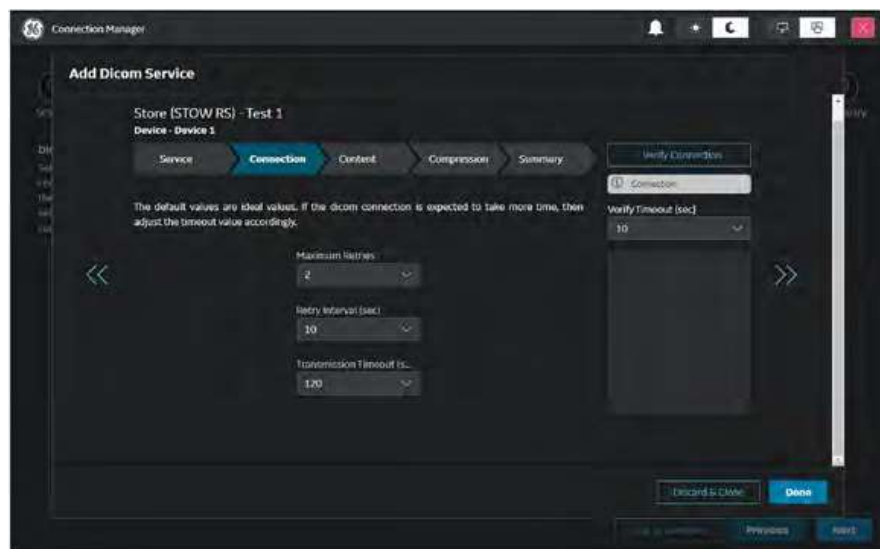 Connection Manager
Add Dicom Service
Store (STOW RS) - Test 1
Device - Device 1
Service
Connection
Content
Compression
Summary
Verify Connection
Connection
The default values are ideal values. If the dicom connection is expected to take more time, then
adjust the timeout value accordingly.
Verify Timeout (sec)
10
Maximum Retries
2
Retry Interval (sec)
10
Transmission Timeout (s...
120
Discard & Close
Done
Previous
Next